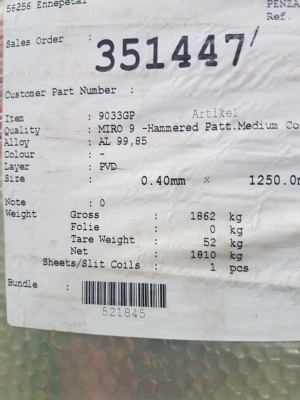 58256 Ennepetal
PENZA
Ref.
Sales Order : 351447/
Customer Part Number :
Artikel
Item : 9033GP
Quality : MIRO 9 -Hammered Patt.Medium Co
Alloy : AL 99,85
Colour : -
Layer : PVD
Size : 0.40mm x 1250.0m
Note : 0
Weight Gross : 1862 kg
Folie : 0 kg
Tare Weight : 52 kg
Net : 1810 kg
Sheets/Slit Coils : 1 pcs
Bundle :
521845